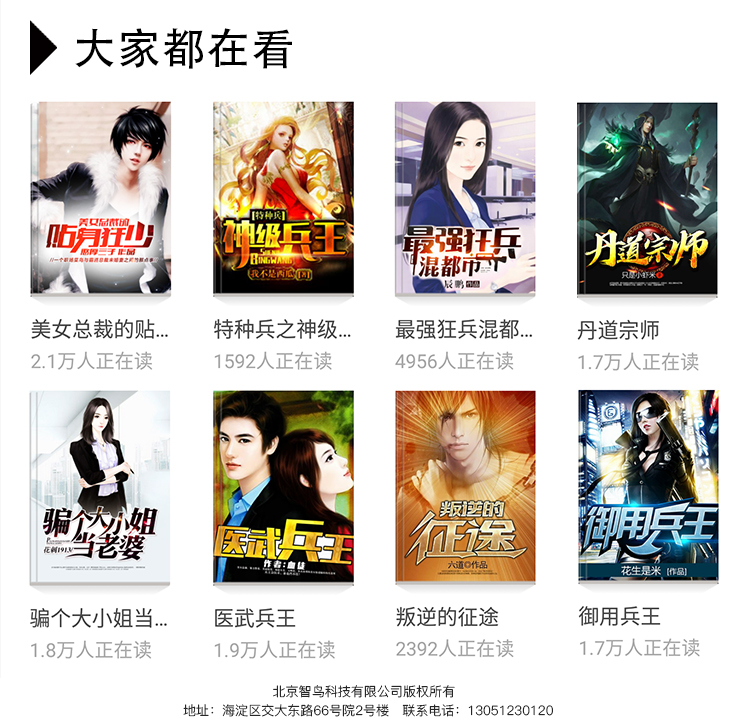 大家都在看
美女总裁的
贴身狂少
[特种兵]
神级兵王
BINGWANG
我不是西瓜[著]
最强狂兵
混都市
辰鹏 作品
丹道宗师
只是小虾米
美女总裁的贴...
特种兵之神级...
最强狂兵混都...
丹道宗师
2.1万人正在读
1592人正在读
4956人正在读
1.7万人正在读
骗个大小姐
当老婆
花刺1913/
医武兵王
作者:血徒
叛逆的
征途
六道◎作品
御用兵王
花生是米 [作品]
骗个大小姐当...
医武兵王
叛逆的征途
御用兵王
1.8万人正在读
1.9万人正在读
2392人正在读
1.7万人正在读
北京智鸟科技有限公司版权所有
地址：海淀区交大东路66号院2号楼 联系电话：13051230120